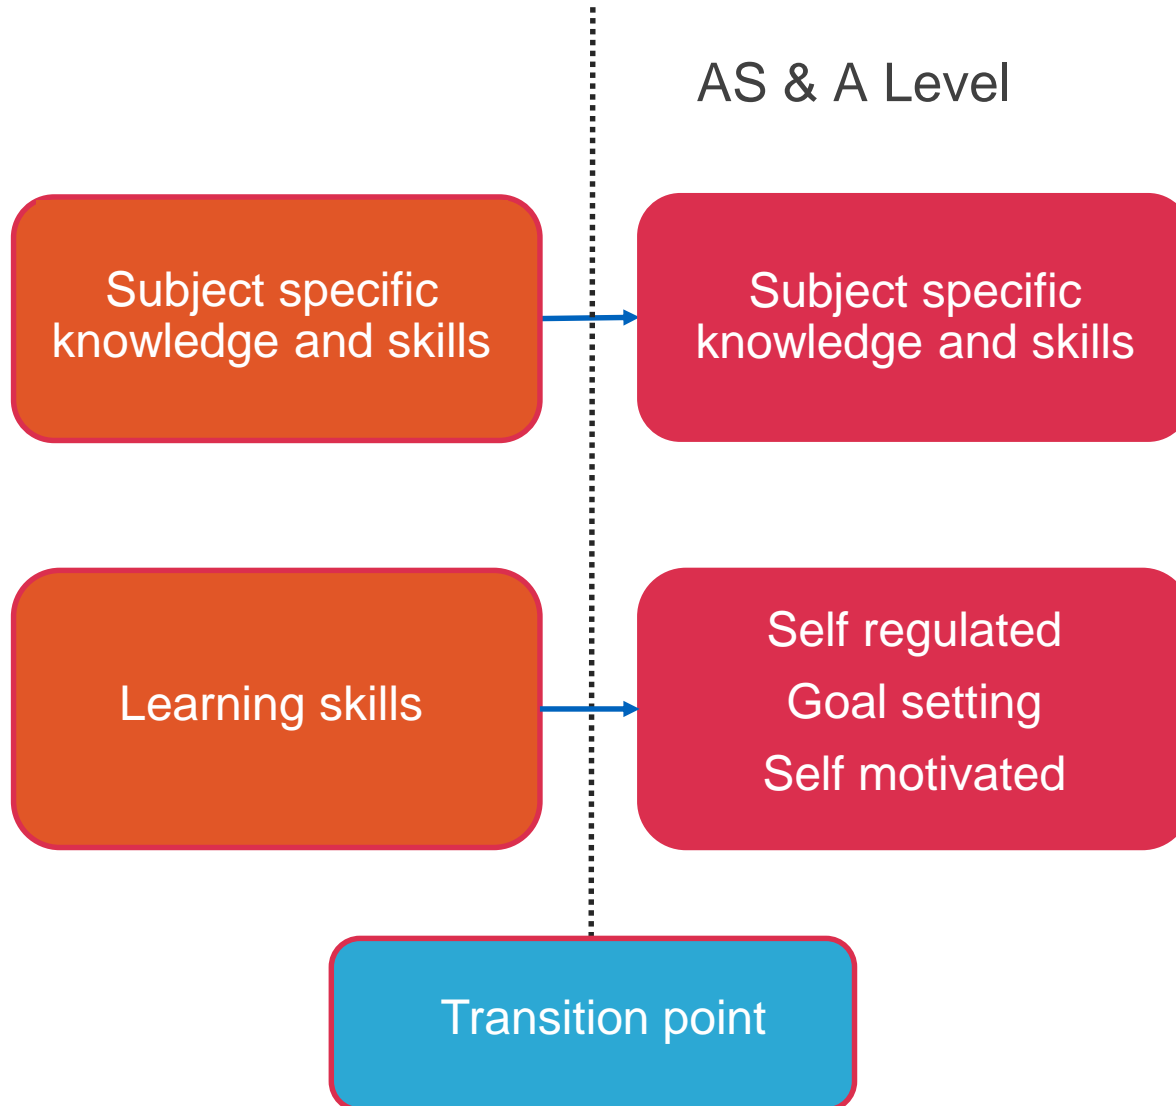 AS & A Level
Subject specific
knowledge and skills
Subject specific
knowledge and skills
Learning skills
Self regulated
Goal setting
Self motivated
Transition point